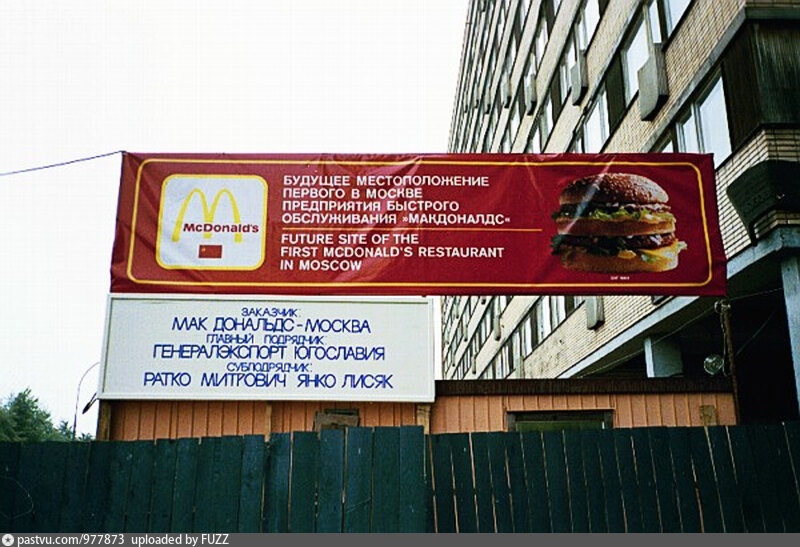 McDonald's
БУДУЩЕЕ МЕСТОПОЛОЖЕНИЕ
ПЕРВОГО В МОСКВЕ
ПРЕДПРИЯТИЯ БЫСТРОГО
ОБСЛУЖИВАНИЯ »МАКДОНАЛДС«
FUTURE SITE OF THE
FIRST MCDONALD'S RESTAURANT
IN MOSCOW
ЗАКАЗЧИК:
МАК ДОНАЛЬДС-МОСКВА
ГЛАВНЫЙ ПОДРЯДЧИК:
ГЕНЕРАЛЭКСПОРТ ЮГОСЛАВИЯ
СУБПОДРЯДЧИК:
РАТКО МИТРОВИЧ ЯНКО ЛИСЯК
pastvu.com/977873 uploaded by FUZZ